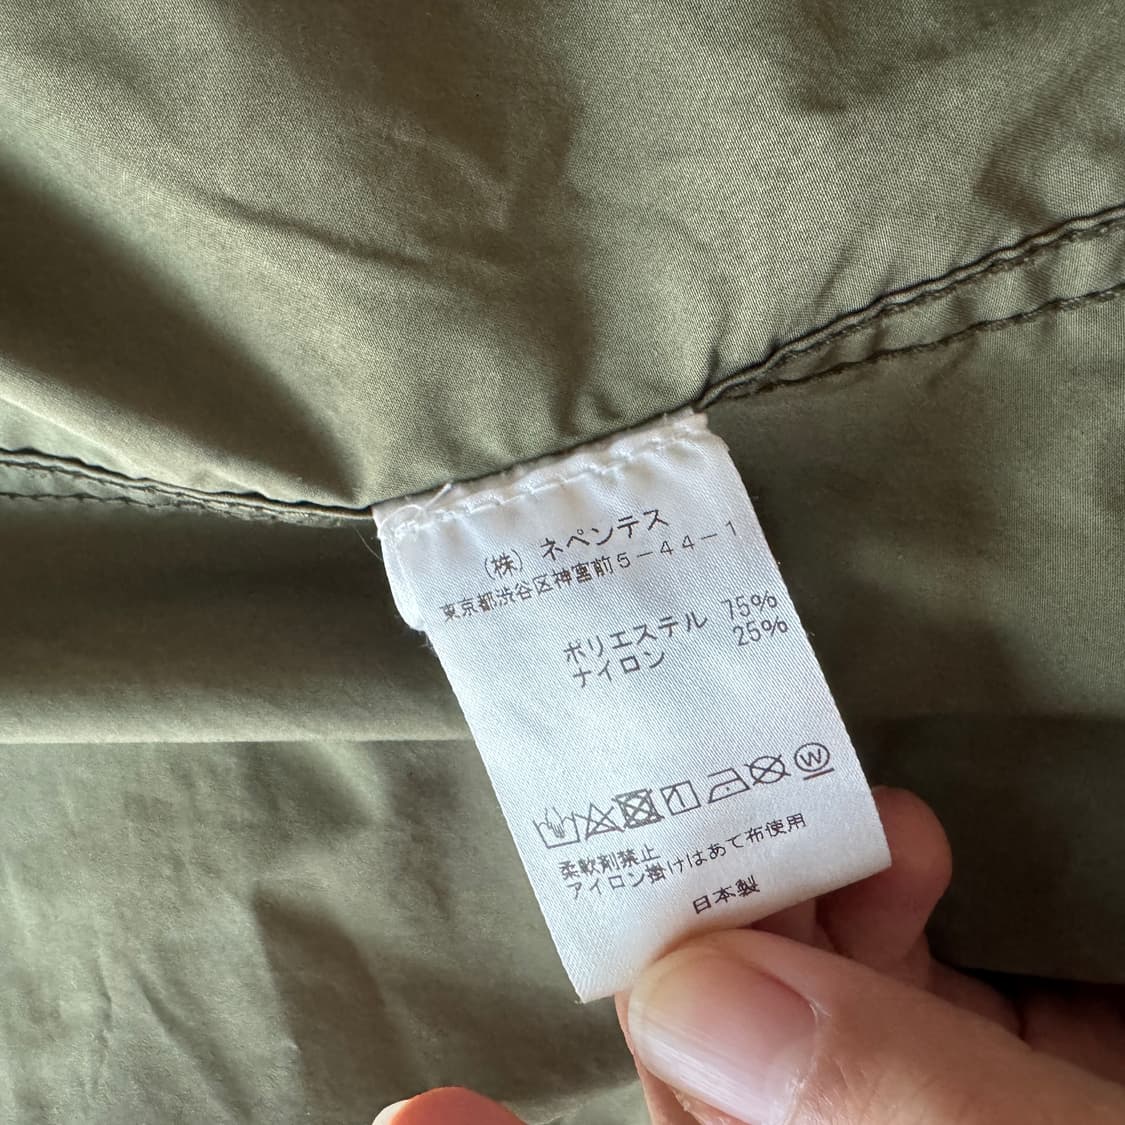 (株) ネペンテス
東京都渋谷区神宮前5-44-1
ポリエステル 75%
ナイロン 25%
W
柔軟剤禁止
アイロン掛けはあて布使用
日本製